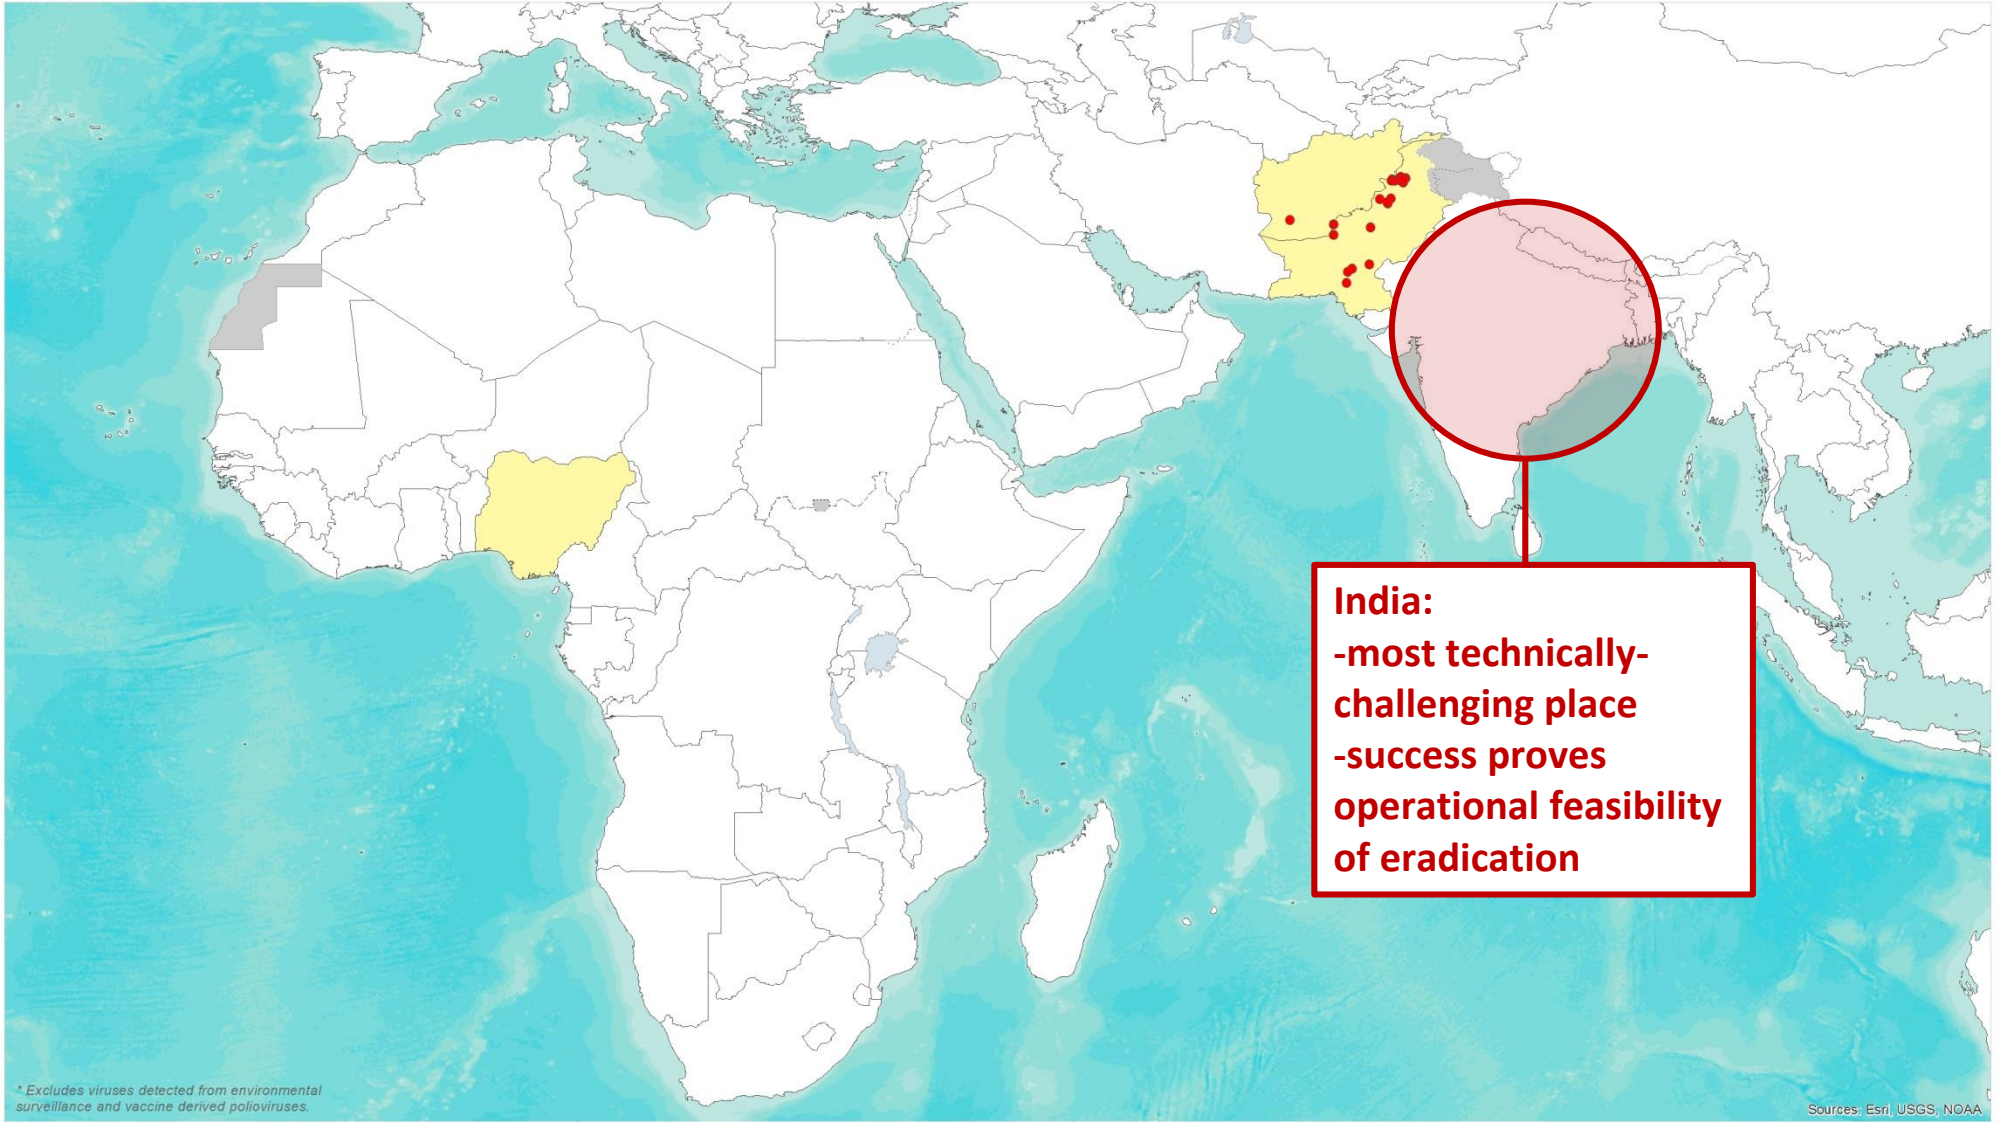 India:
-most technically-
challenging place
-success proves
operational feasibility
of eradication
* Excludes viruses detected from environmental
surveillance and vaccine derived polioviruses.
Sources: Esri, USGS, NOAA